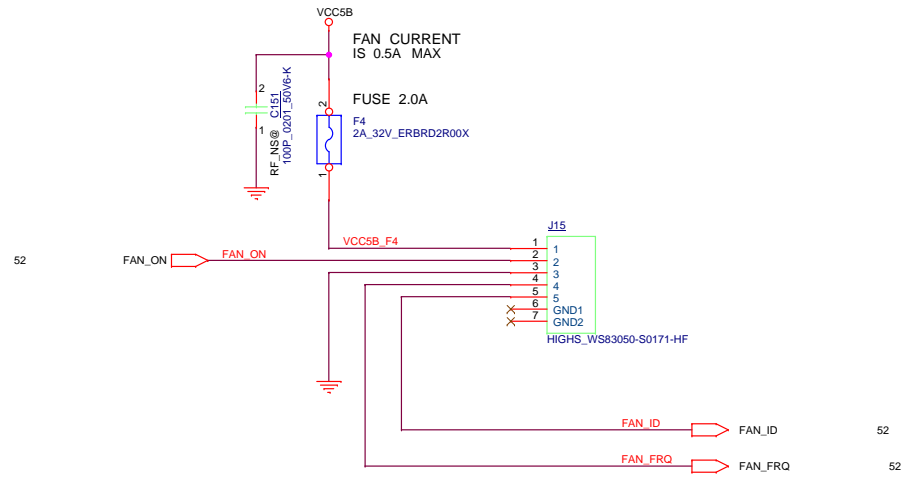 VCC5B
FAN CURRENT
IS 0.5A MAX
2
C151
100P_0201_50V6-K
RF_NS@
1
2
FUSE 2.0A
F4
2A_32V_ERBRD2R00X
1
J15
VCC5B_F4
1 1
52 FAN_ON FAN_ON 2 2
3 3
4 4
5 5
6 GND1
7 GND2
HIGHS_WS83050-S0171-HF
FAN_ID FAN_ID 52
FAN_FRQ FAN_FRQ 52